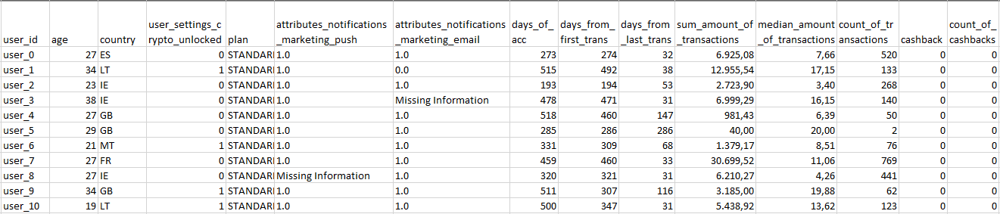 user_id age country user_settings_crypto_unlocked plan attributes_notifications_marketing_push attributes_notifications_marketing_email days_of_acc days_from_first_trans days_from_last_trans sum_amount_of_transactions median_amount_of_transactions count_of_transactions cashback count_of_cashbacks
user_0 27 ES 0 STANDARI 1.0 1.0 273 274 32 6.925,08 7,66 520 0 0
user_1 34 LT 1 STANDARI 1.0 0.0 515 492 38 12.955,54 17,15 133 0 0
user_2 23 IE 0 STANDARI 1.0 1.0 193 194 53 2.723,90 3,40 268 0 0
user_3 38 IE 0 STANDARI 1.0 Missing Information 478 471 31 6.999,29 16,15 140 0 0
user_4 27 GB 0 STANDARI 1.0 1.0 518 460 147 981,43 6,39 50 0 0
user_5 29 GB 0 STANDARI 1.0 1.0 285 286 286 40,00 20,00 2 0 0
user_6 21 MT 1 STANDARI 1.0 1.0 331 309 68 1.379,17 8,51 76 0 0
user_7 27 FR 0 STANDARI 1.0 1.0 459 460 33 30.699,52 11,06 769 0 0
user_8 27 IE 0 STANDARI Missing Information 1.0 320 321 31 6.210,27 4,26 441 0 0
user_9 34 GB 1 STANDARI 1.0 1.0 511 307 116 3.185,00 19,88 62 0 0
user_10 19 LT 1 STANDARI 1.0 1.0 500 347 31 5.438,92 13,62 123 0 0